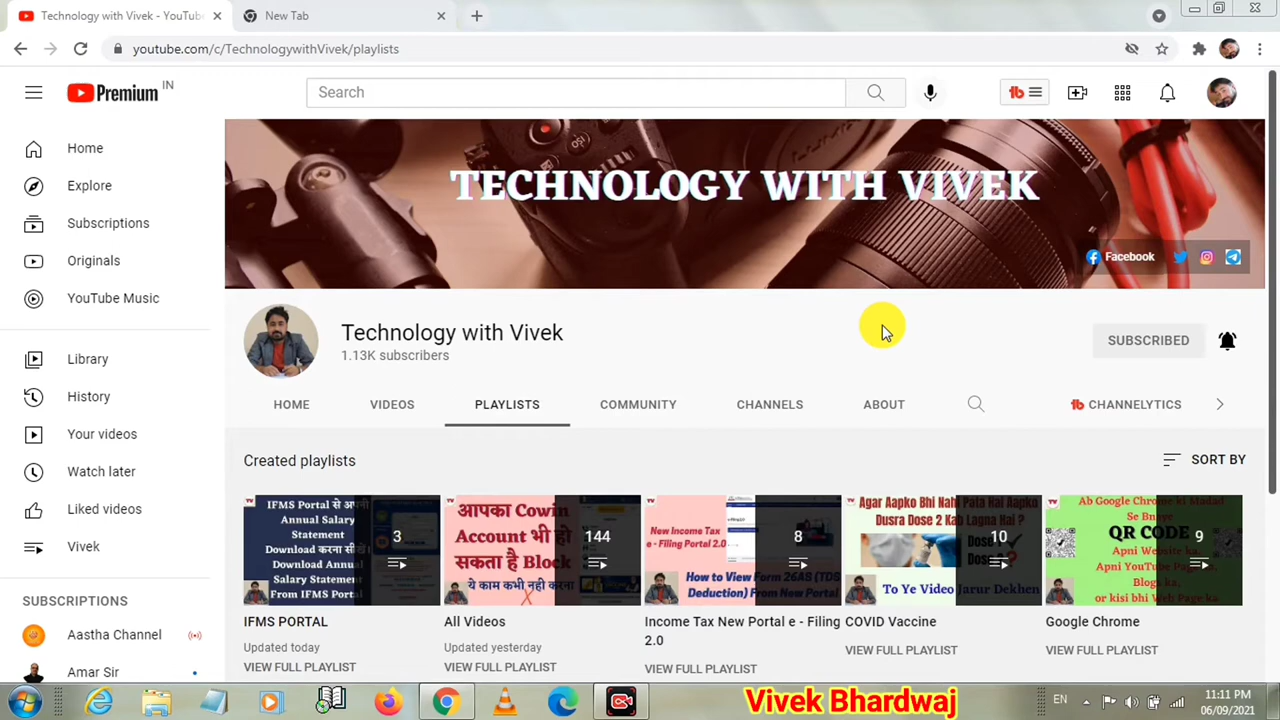 Technology with Vivek - YouTube
New Tab
youtube.com/c/TechnologywithVivek/playlists
Premium IN
Search
Home
Explore
Subscriptions
Originals
YouTube Music
Library
History
Your videos
Watch later
Liked videos
Vivek
SUBSCRIPTIONS
Aastha Channel
Amar Sir
TECHNOLOGY WITH VIVEK
Facebook
Technology with Vivek
1.13K subscribers
SUBSCRIBED
HOME
VIDEOS
PLAYLISTS
COMMUNITY
CHANNELS
ABOUT
CHANNELYTICS
Created playlists
SORT BY
IFMS Portal से अपनी
Annual Salary
Statement
Download करना सीखें
Download Annual
Salary Statement
From IFMS Portal
3
IFMS PORTAL
Updated today
VIEW FULL PLAYLIST
आपका Cowin
Account भी हो
सकता है Block
ये काम कभी नही करना
144
All Videos
Updated yesterday
VIEW FULL PLAYLIST
New Income Tax
e - Filing Portal 2.0
How to View Form 26AS (TDS
Deduction) From New Portal
8
Income Tax New Portal e - Filing
2.0
VIEW FULL PLAYLIST
Agar Aapko Bhi Nahi Pata Hai Aapko
Dusra Dose 2 Kab Lagna Hai ?
To Ye Video Jarur Dekhen
10
COVID Vaccine
VIEW FULL PLAYLIST
Ab Google Chrome Ki Madad
Se Bnaye
QR CODE
Apni Website ka,
Apni YouTube Page ka,
Blogs ka,
or kisi bhi Web Page ka
9
Google Chrome
VIEW FULL PLAYLIST
Vivek Bhardwaj
EN
11:11 PM
06/09/2021